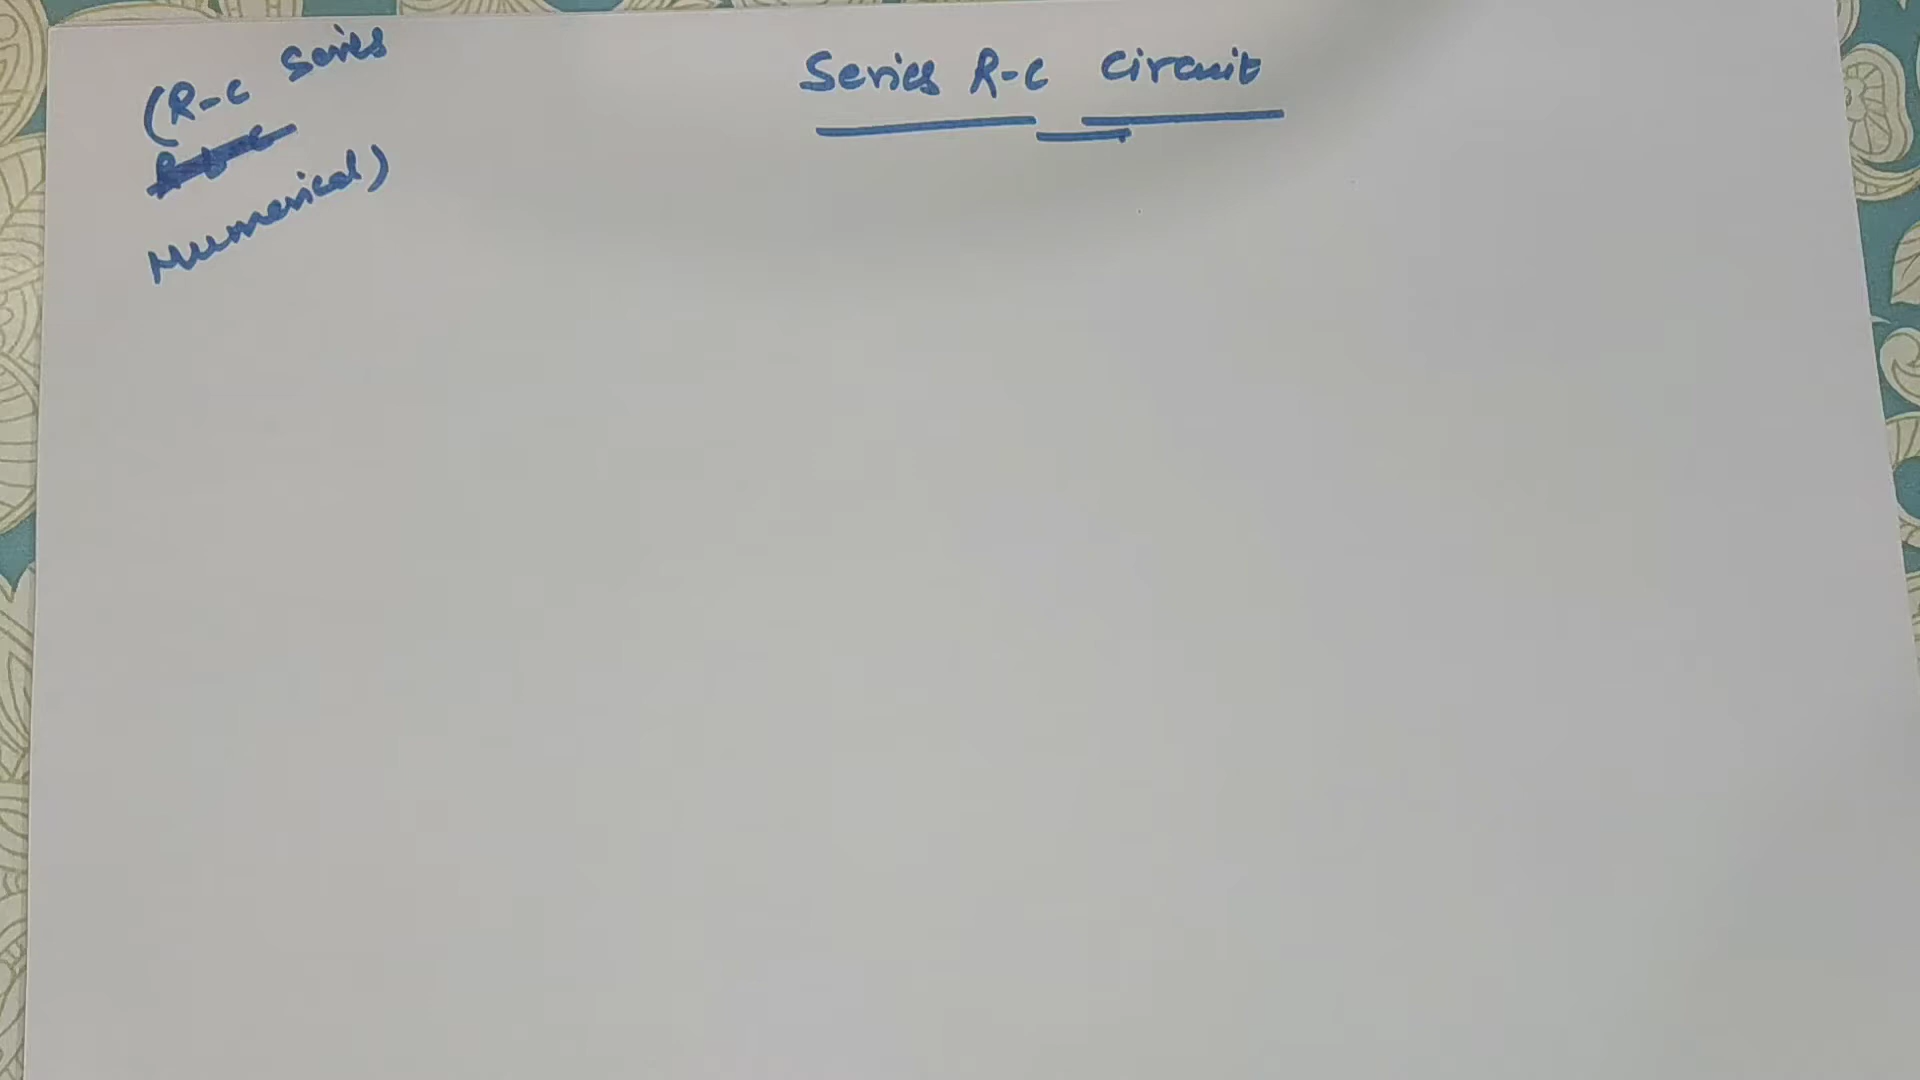 (R-C Series
Numerical)
Series R-C Circuit